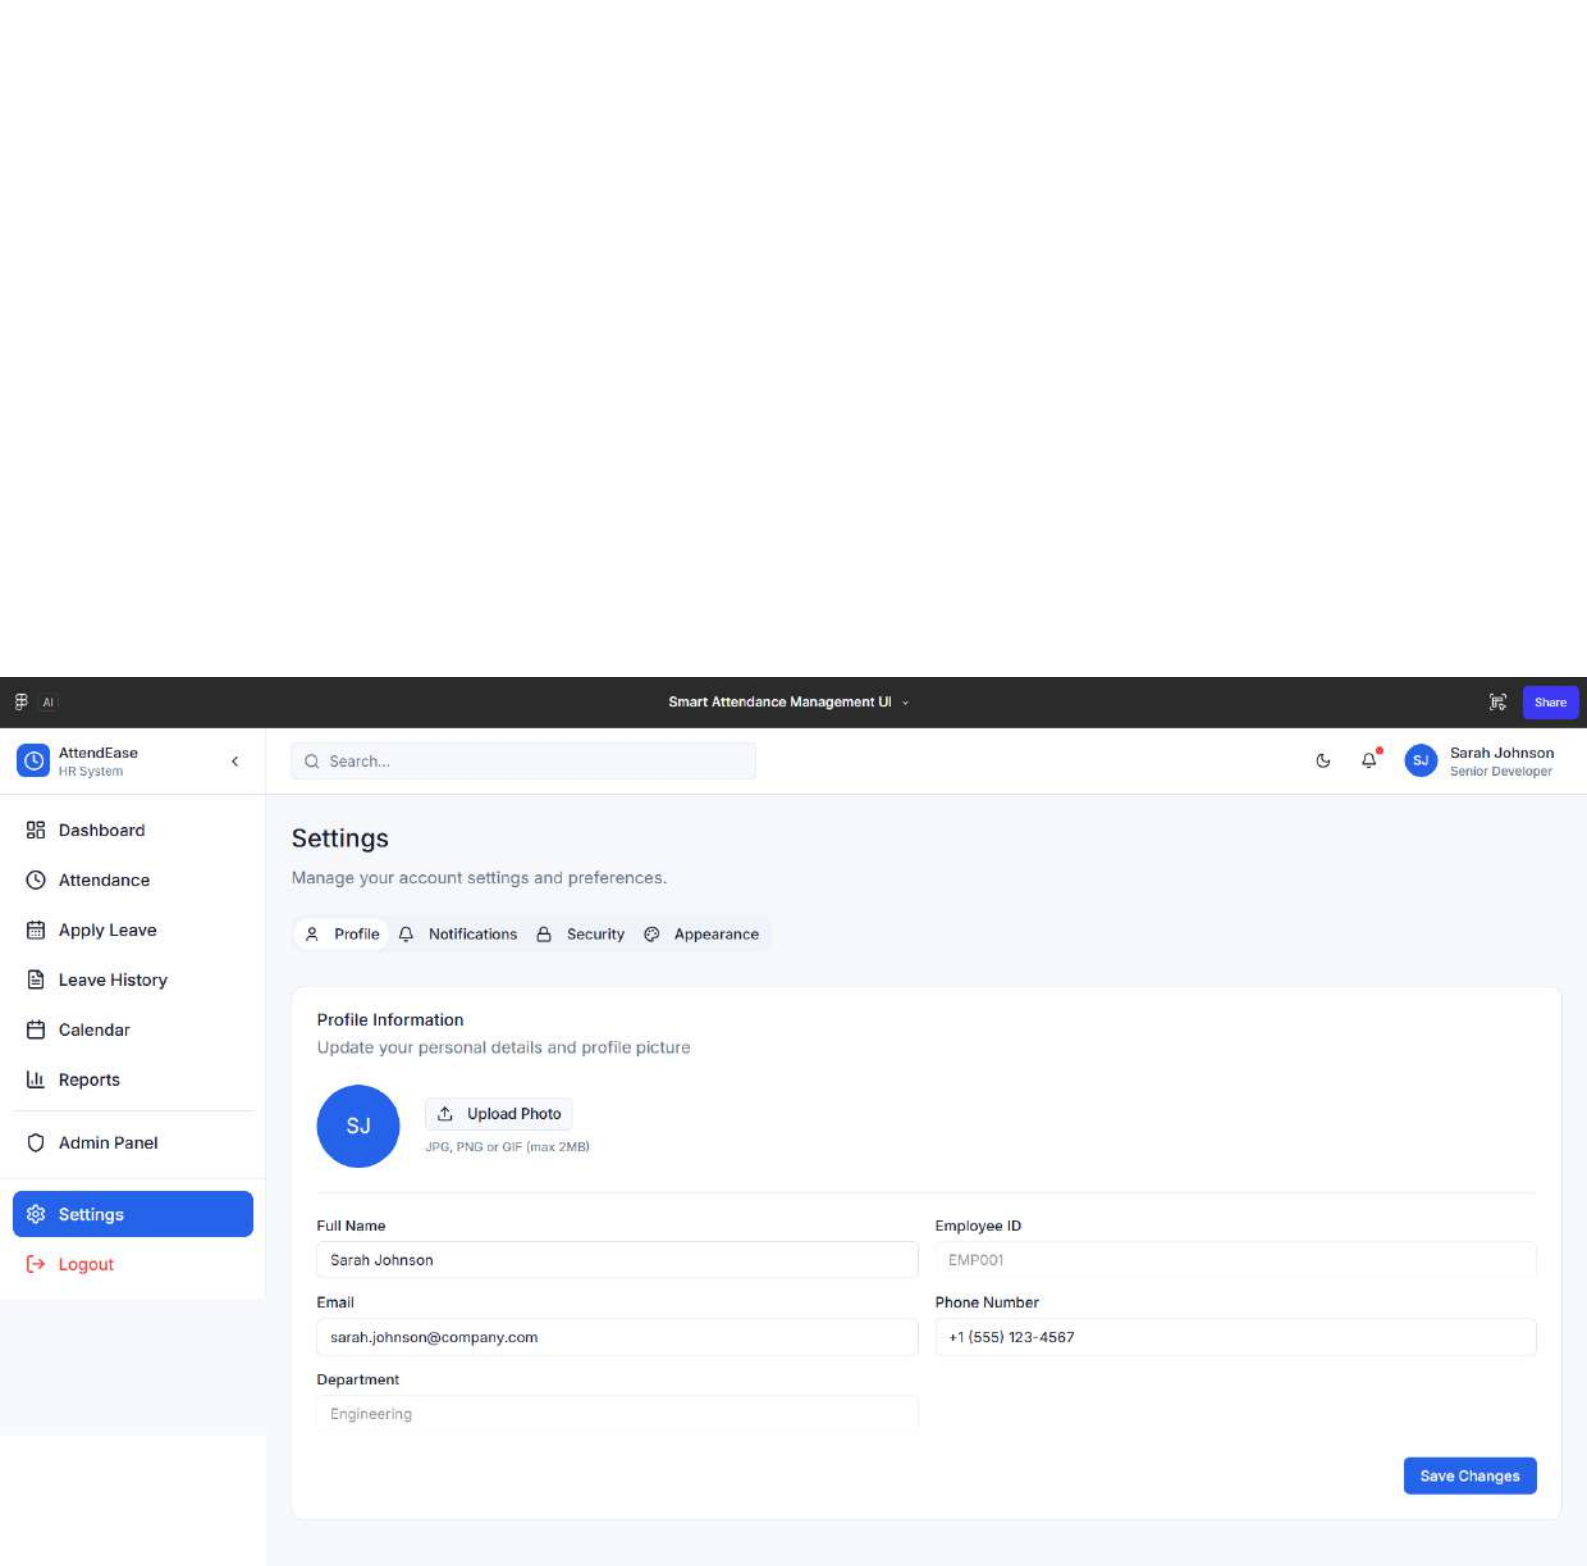 AI
Smart Attendance Management UI
Share
AttendEase
HR System
Search...
SJ
Sarah Johnson
Senior Developer
Dashboard
Attendance
Apply Leave
Leave History
Calendar
Reports
Admin Panel
Settings
Logout
Settings
Manage your account settings and preferences.
Profile Notifications Security Appearance
Profile Information
Update your personal details and profile picture
SJ
Upload Photo
JPG, PNG or GIF (max 2MB)
Full Name
Sarah Johnson
Employee ID
EMP001
Email
sarah.johnson@company.com
Phone Number
+1 (555) 123-4567
Department
Engineering
Save Changes